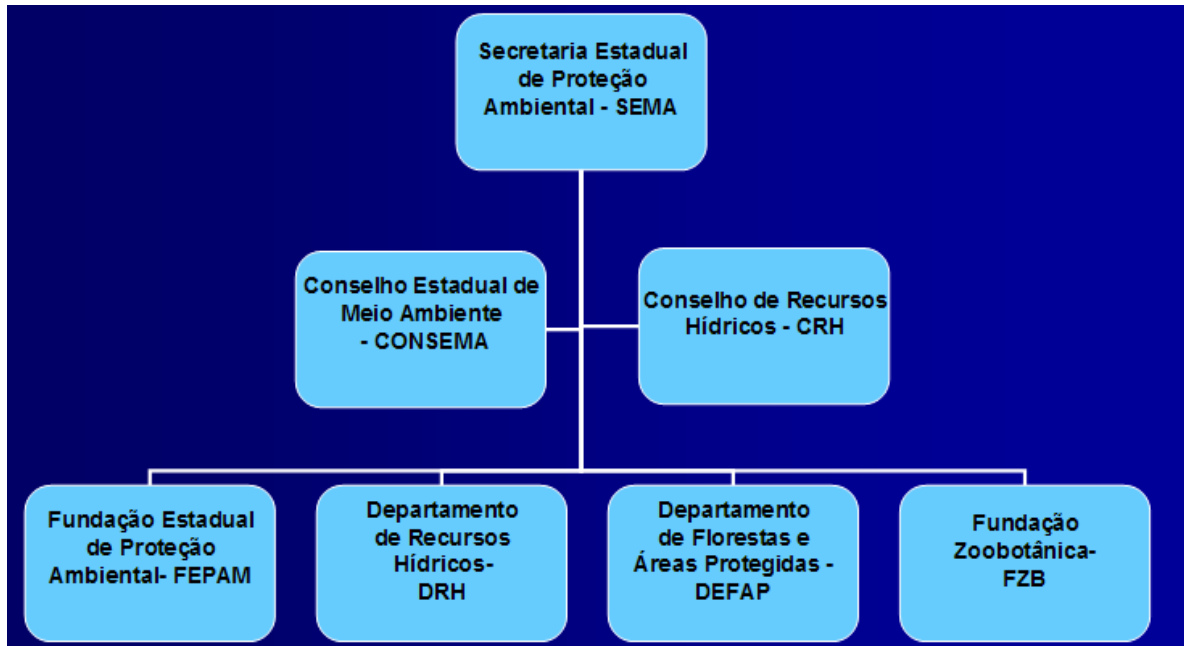 Secretaria Estadual
de Proteção
Ambiental - SEMA
Conselho Estadual de
Meio Ambiente
- CONSEMA
Conselho de Recursos
Hídricos - CRH
Fundação Estadual
de Proteção
Ambiental- FEPAM
Departamento
de Recursos
Hídricos-
DRH
Departamento
de Florestas e
Áreas Protegidas -
DEFAP
Fundação
Zoobotânica-
FZB